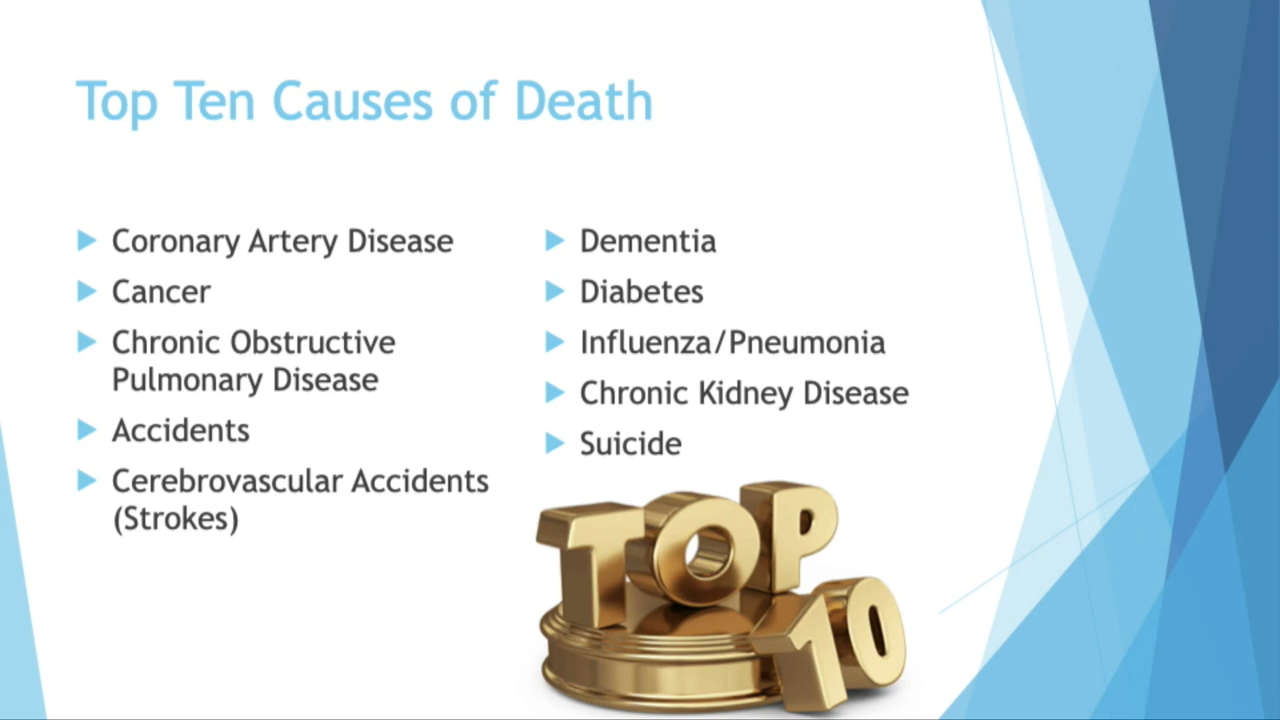 Top Ten Causes of Death
Coronary Artery Disease
Cancer
Chronic Obstructive
Pulmonary Disease
Accidents
Cerebrovascular Accidents
(Strokes)
Dementia
Diabetes
Influenza/Pneumonia
Chronic Kidney Disease
Suicide
TOP
10